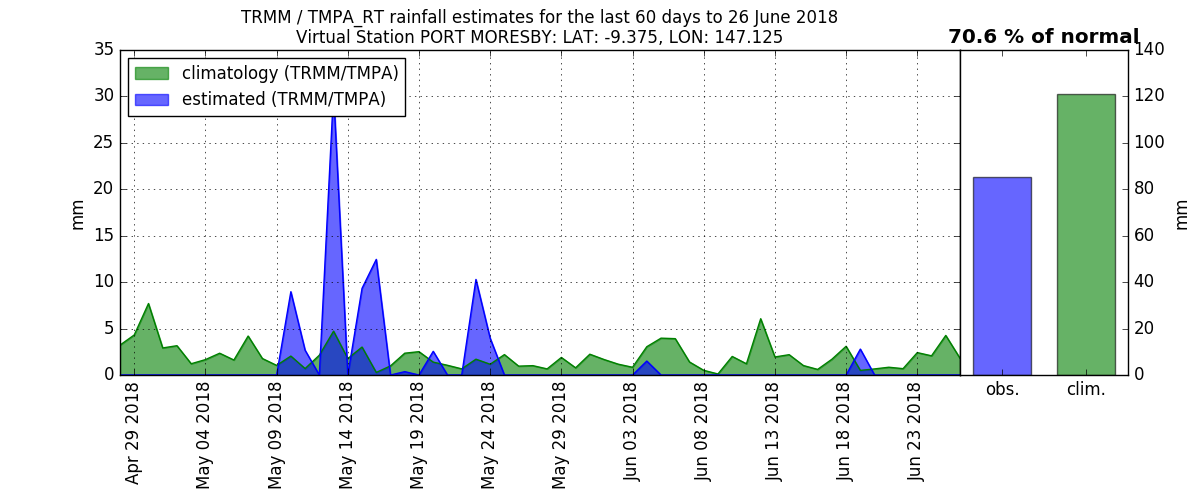 TRMM / TMPA_RT rainfall estimates for the last 60 days to 26 June 2018
Virtual Station PORT MORESBY: LAT: -9.375, LON: 147.125
70.6 % of normal
climatology (TRMM/TMPA)
estimated (TRMM/TMPA)
35
30
25
20
15
10
5
0
mm
140
120
100
80
60
40
20
0
mm
Apr 29 2018
May 04 2018
May 09 2018
May 14 2018
May 19 2018
May 24 2018
May 29 2018
Jun 03 2018
Jun 08 2018
Jun 13 2018
Jun 18 2018
Jun 23 2018
obs.
clim.